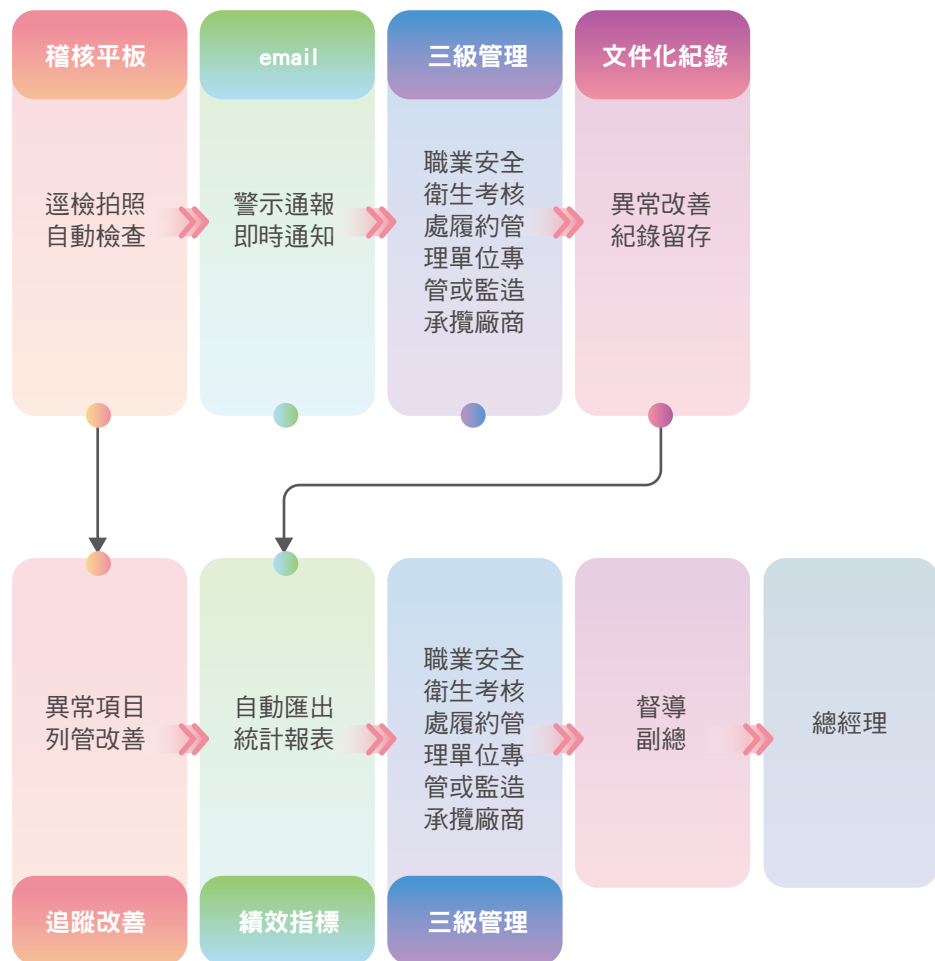 稽核平板
email
三級管理
文件化紀錄
逕檢拍照
自動檢查
警示通報
即時通知
職業安全
衛生考核
處履約管
理單位專
管或監造
承攬廠商
異常改善
紀錄留存
異常項目
列管改善
自動匯出
統計報表
職業安全
衛生考核
處履約管
理單位專
管或監造
承攬廠商
督導
副總
總經理
追蹤改善
績效指標
三級管理